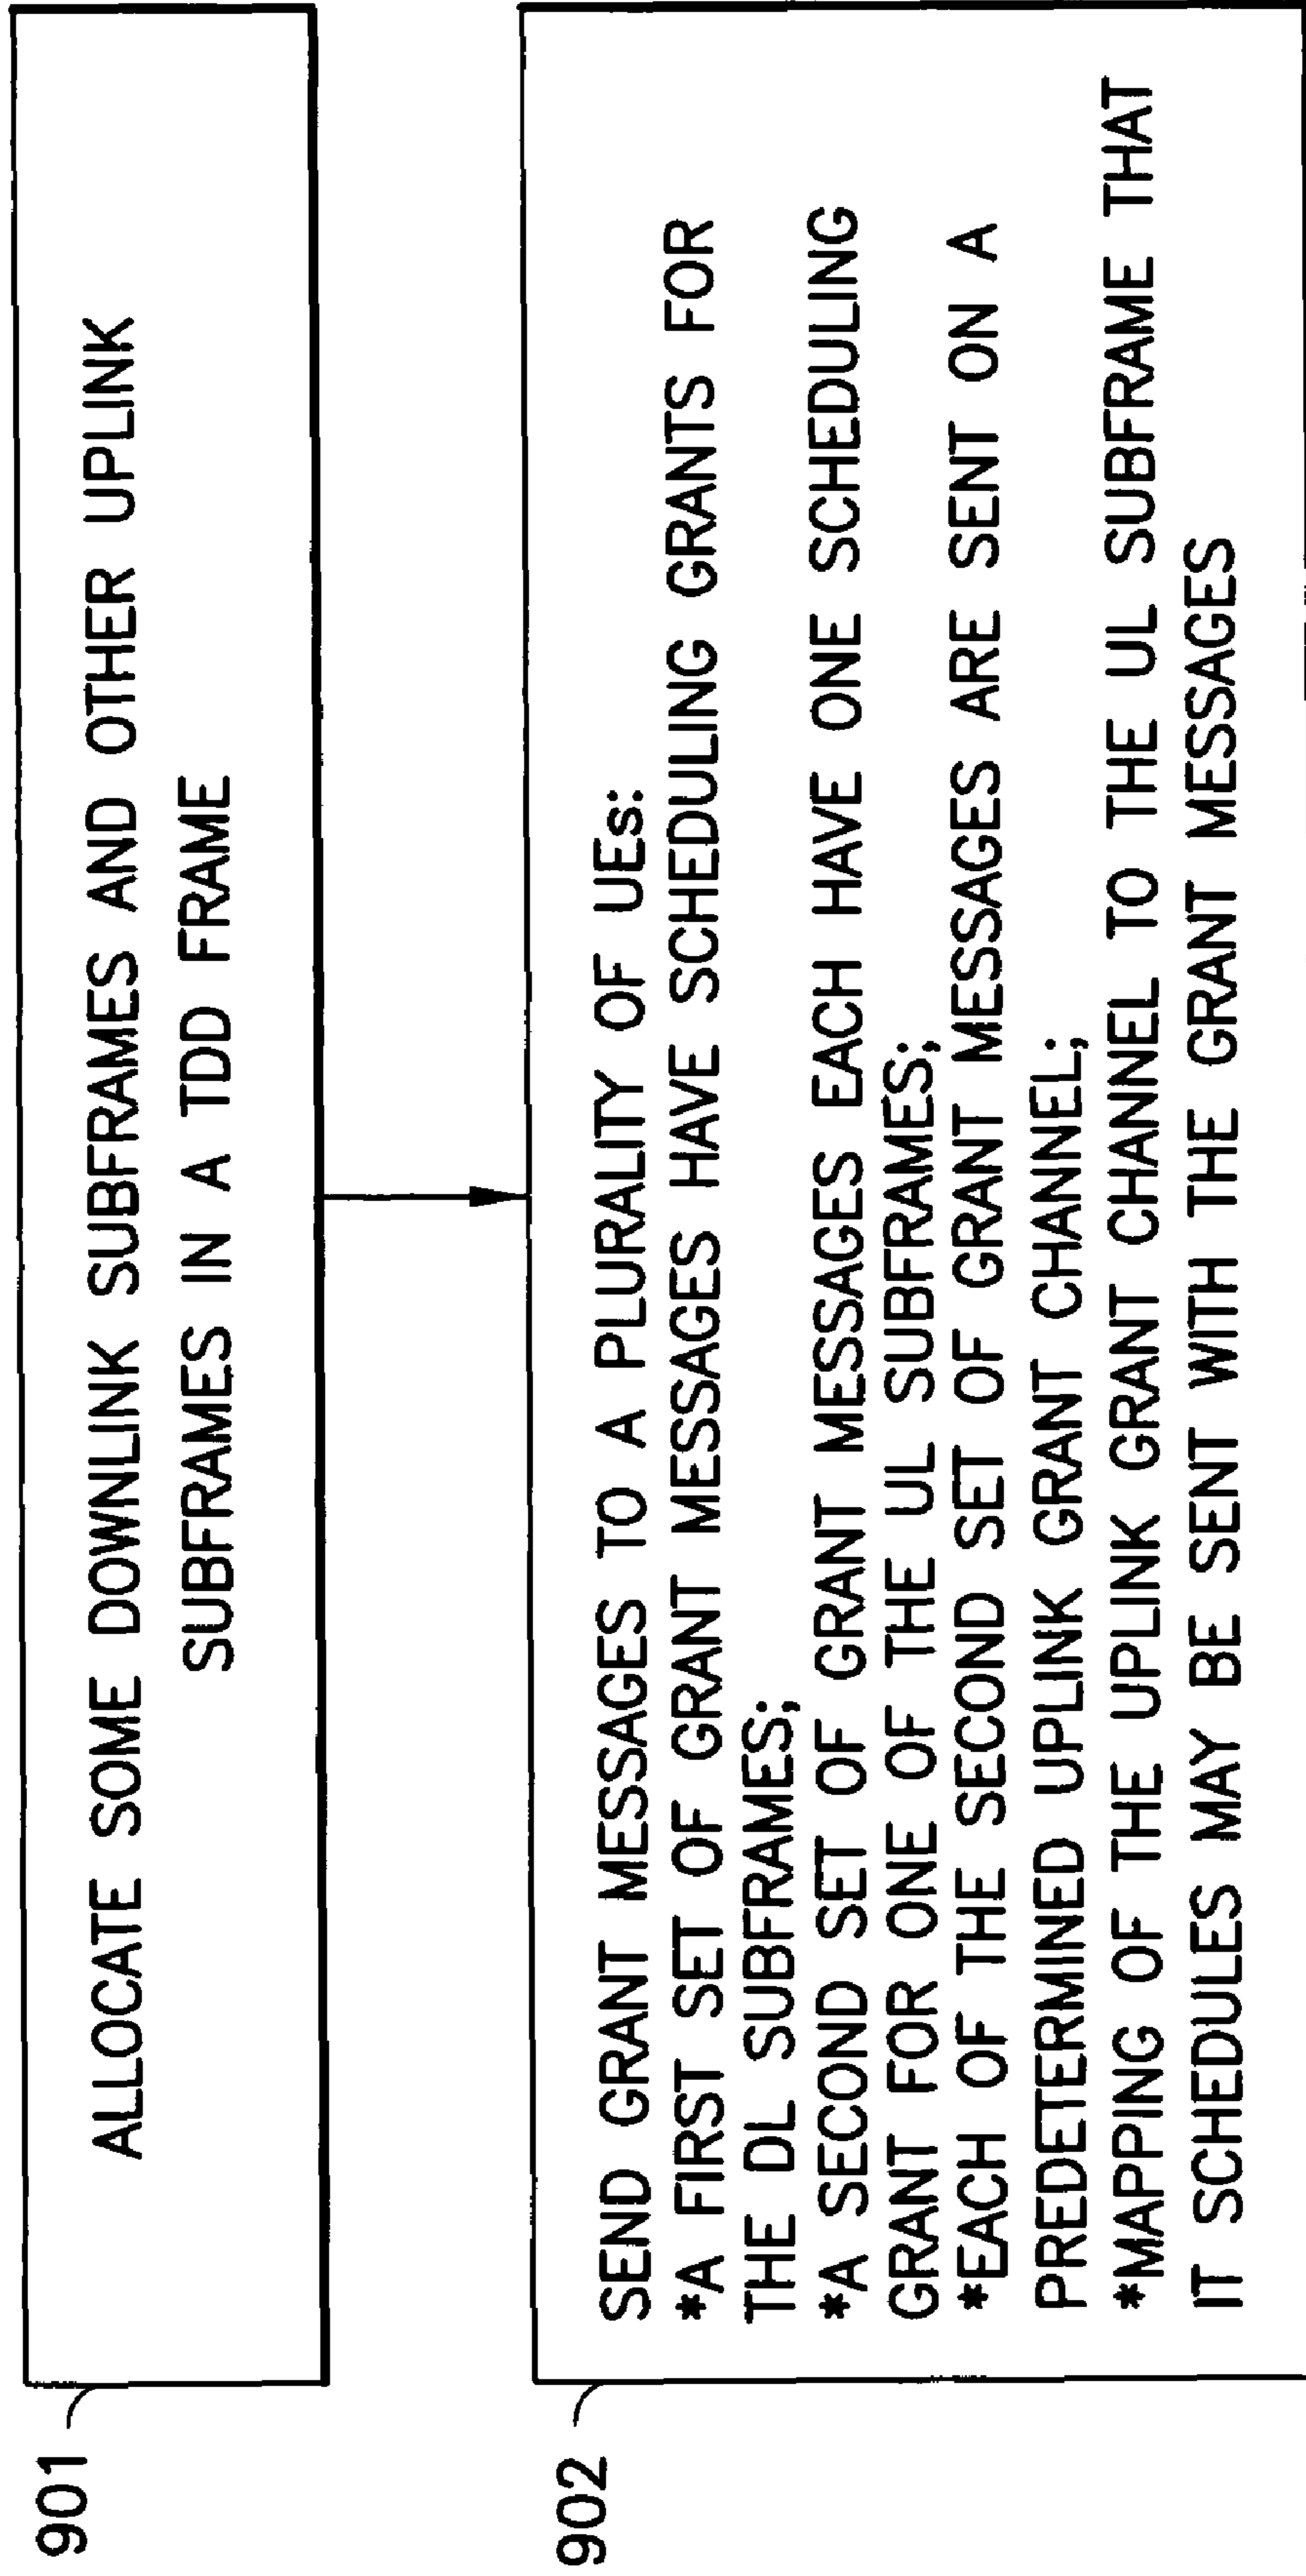 901
ALLOCATE SOME DOWNLINK SUBFRAMES AND OTHER UPLINK
SUBFRAMES IN A TDD FRAME
902
SEND GRANT MESSAGES TO A PLURALITY OF UEs:
*A FIRST SET OF GRANT MESSAGES HAVE SCHEDULING GRANTS FOR
THE DL SUBFRAMES;
*A SECOND SET OF GRANT MESSAGES EACH HAVE ONE SCHEDULING
GRANT FOR ONE OF THE UL SUBFRAMES;
*EACH OF THE SECOND SET OF GRANT MESSAGES ARE SENT ON A
PREDETERMINED UPLINK GRANT CHANNEL;
*MAPPING OF THE UPLINK GRANT CHANNEL TO THE UL SUBFRAME THAT
IT SCHEDULES MAY BE SENT WITH THE GRANT MESSAGES